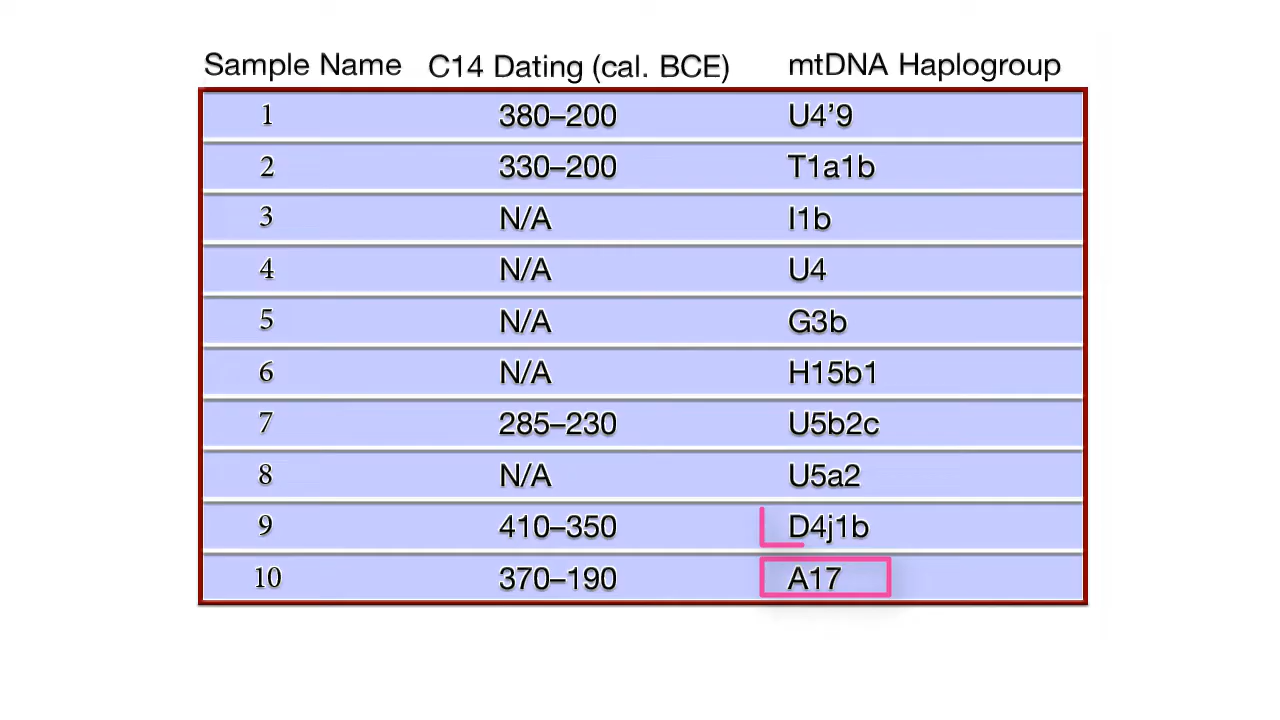 Sample Name C14 Dating (cal. BCE) mtDNA Haplogroup
1 380–200 U4’9
2 330–200 T1a1b
3 N/A I1b
4 N/A U4
5 N/A G3b
6 N/A H15b1
7 285–230 U5b2c
8 N/A U5a2
9 410–350 D4j1b
10 370–190 A17